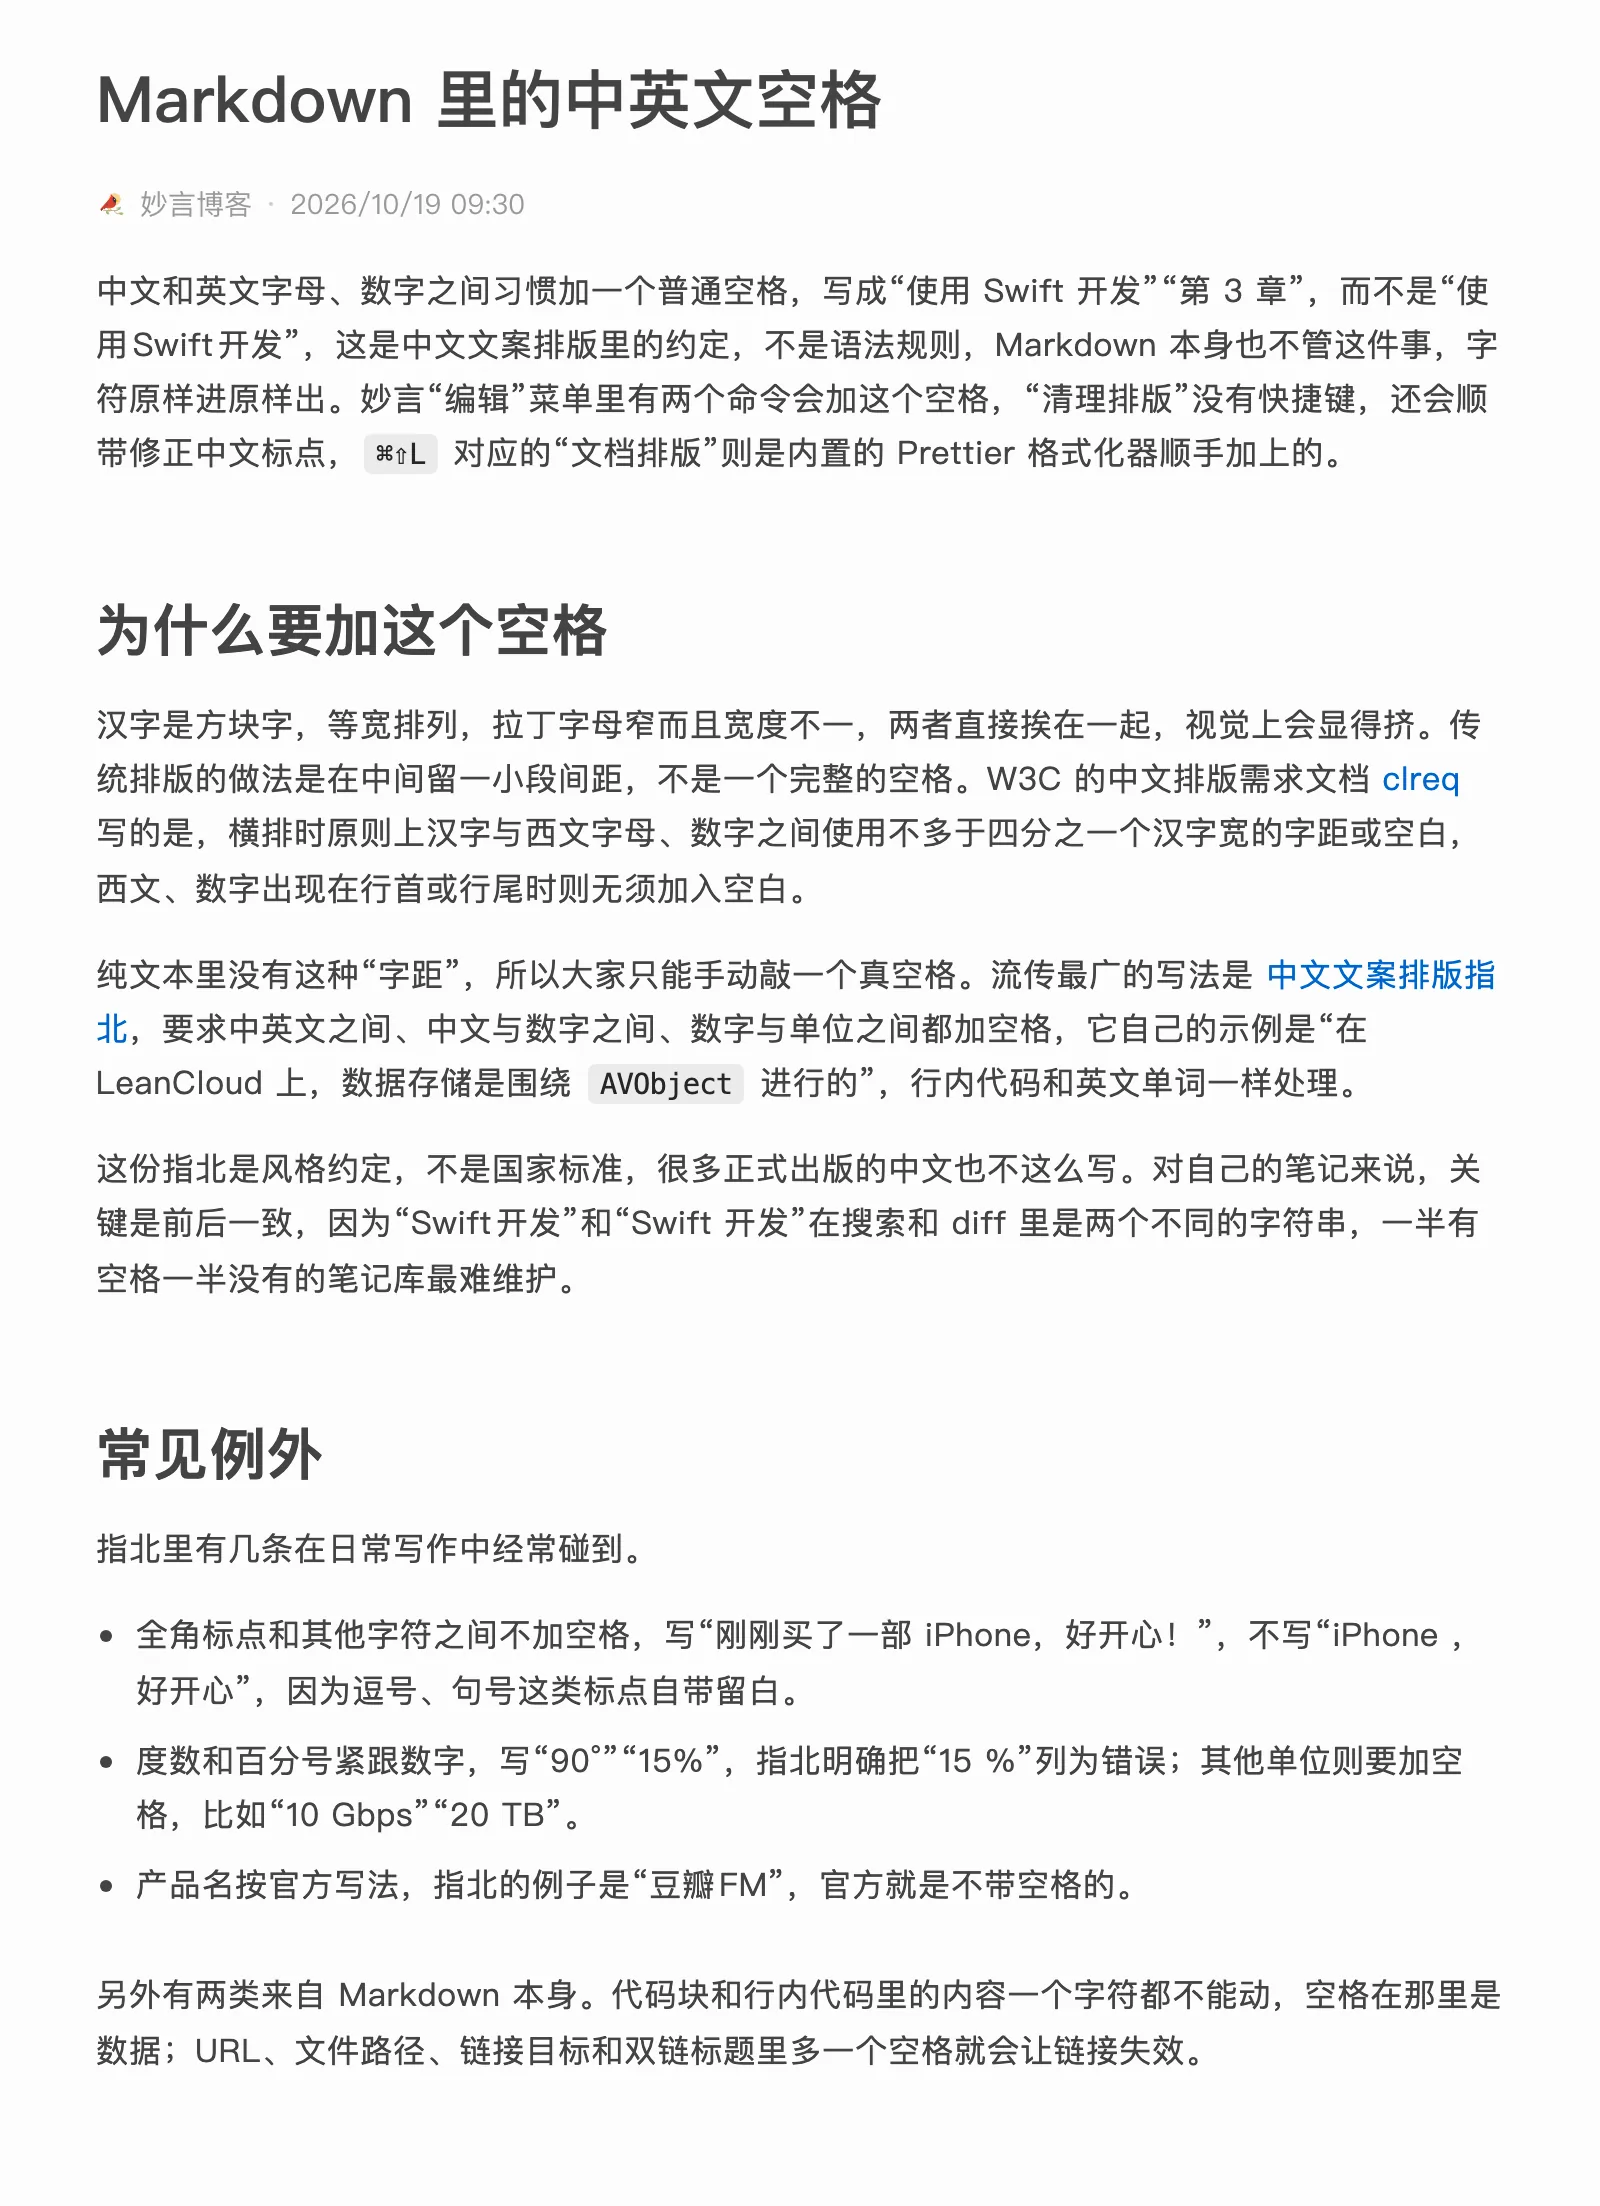 Markdown 里的中英文空格
妙言博客 · 2026/10/19 09:30
中文和英文字母、数字之间习惯加一个普通空格，写成“使用 Swift 开发”“第 3 章”，而不是“使
用Swift开发”，这是中文文案排版里的约定，不是语法规则，Markdown 本身也不管这件事，字
符原样进原样出。妙言“编辑”菜单里有两个命令会加这个空格，“清理排版”没有快捷键，还会顺
带修正中文标点， ⌘⇧L 对应的“文档排版”则是内置的 Prettier 格式化器顺手加上的。
为什么要加这个空格
汉字是方块字，等宽排列，拉丁字母窄而且宽度不一，两者直接挨在一起，视觉上会显得挤。传
统排版的做法是在中间留一小段间距，不是一个完整的空格。W3C 的中文排版需求文档 clreq
写的是，横排时原则上汉字与西文字母、数字之间使用不多于四分之一个汉字宽的字距或空白，
西文、数字出现在行首或行尾时则无须加入空白。
纯文本里没有这种“字距”，所以大家只能手动敲一个真空格。流传最广的写法是 中文文案排版指
北，要求中英文之间、中文与数字之间、数字与单位之间都加空格，它自己的示例是“在
LeanCloud 上，数据存储是围绕 AVObject 进行的”，行内代码和英文单词一样处理。
这份指北是风格约定，不是国家标准，很多正式出版的中文也不这么写。对自己的笔记来说，关
键是前后一致，因为“Swift开发”和“Swift 开发”在搜索和 diff 里是两个不同的字符串，一半有
空格一半没有的笔记库最难维护。
常见例外
指北里有几条在日常写作中经常碰到。
• 全角标点和其他字符之间不加空格，写“刚刚买了一部 iPhone，好开心！”，不写“iPhone ，
好开心”，因为逗号、句号这类标点自带留白。
• 度数和百分号紧跟数字，写“90°”“15%”，指北明确把“15 %”列为错误；其他单位则要加空
格，比如“10 Gbps”“20 TB”。
• 产品名按官方写法，指北的例子是“豆瓣FM”，官方就是不带空格的。
另外有两类来自 Markdown 本身。代码块和行内代码里的内容一个字符都不能动，空格在那里是
数据；URL、文件路径、链接目标和双链标题里多一个空格就会让链接失效。